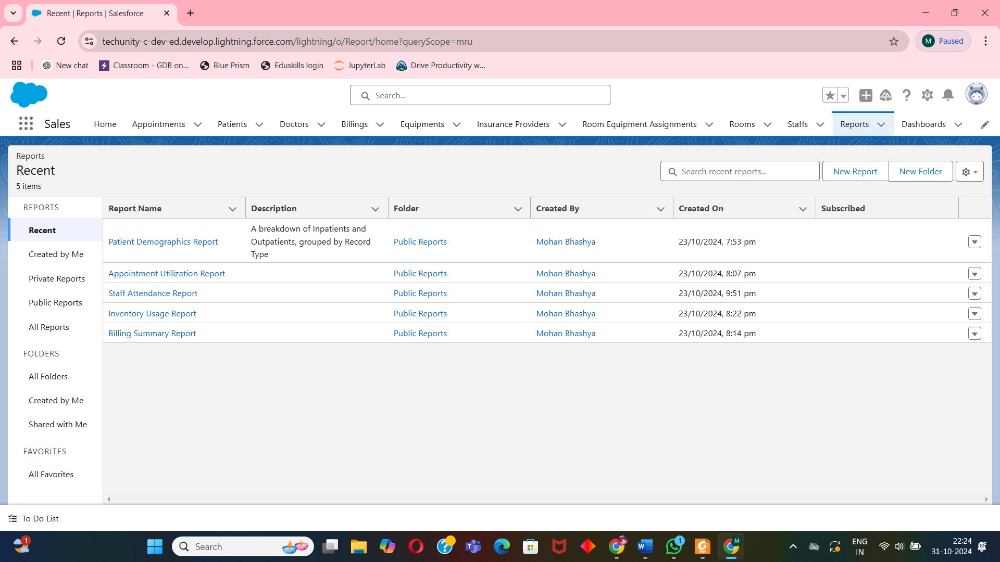 Recent | Reports | Salesforce
techunity-c-dev-ed.develop.lightning.force.com/lightning/o/Report/home?queryScope=mru
M Paused
New chat Classroom - GDB on... Blue Prism Eduskills login JupyterLab Drive Productivity w...
Search...
Sales Home Appointments Patients Doctors Billings Equipments Insurance Providers Room Equipment Assignments Rooms Staffs Reports Dashboards
Reports
Recent
5 items
Search recent reports... New Report New Folder
REPORTS
Recent
Created by Me
Private Reports
Public Reports
All Reports
FOLDERS
All Folders
Created by Me
Shared with Me
FAVORITES
All Favorites
Report Name Description Folder Created By Created On Subscribed
Patient Demographics Report A breakdown of Inpatients and Outpatients, grouped by Record Type Public Reports Mohan Bhashya 23/10/2024, 7:53 pm
Appointment Utilization Report Public Reports Mohan Bhashya 23/10/2024, 8:07 pm
Staff Attendance Report Public Reports Mohan Bhashya 23/10/2024, 9:51 pm
Inventory Usage Report Public Reports Mohan Bhashya 23/10/2024, 8:22 pm
Billing Summary Report Public Reports Mohan Bhashya 23/10/2024, 8:14 pm
To Do List
1
Search
1
M
ENG
IN
22:24
31-10-2024